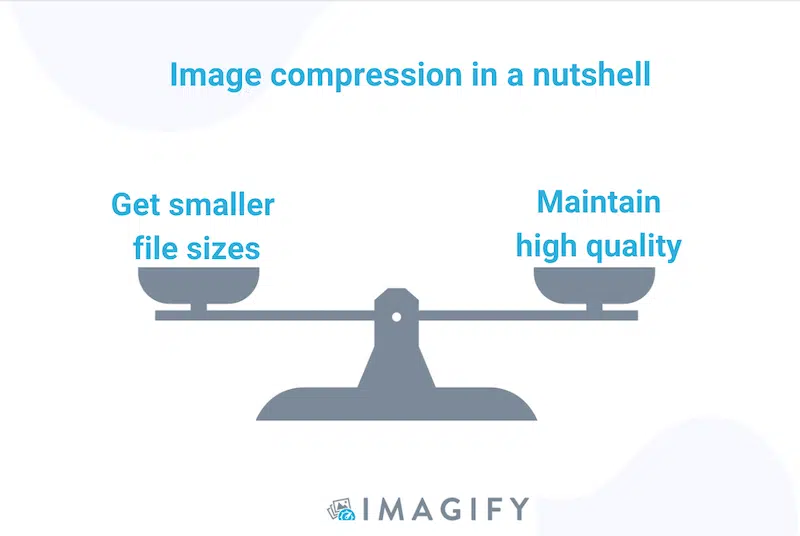 Image compression in a nutshell
Get smaller
file sizes
Maintain
high quality
IMAGIFY